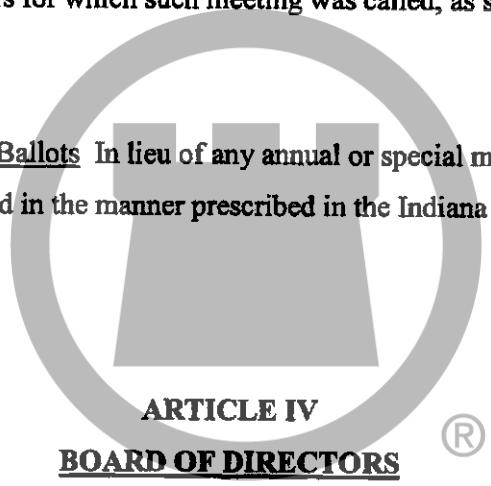 rs for which such meeting was called, as s
Ballots In lieu of any annual or special m
d in the manner prescribed in the Indiana
ARTICLE IV
BOARD OF DIRECTORS
®